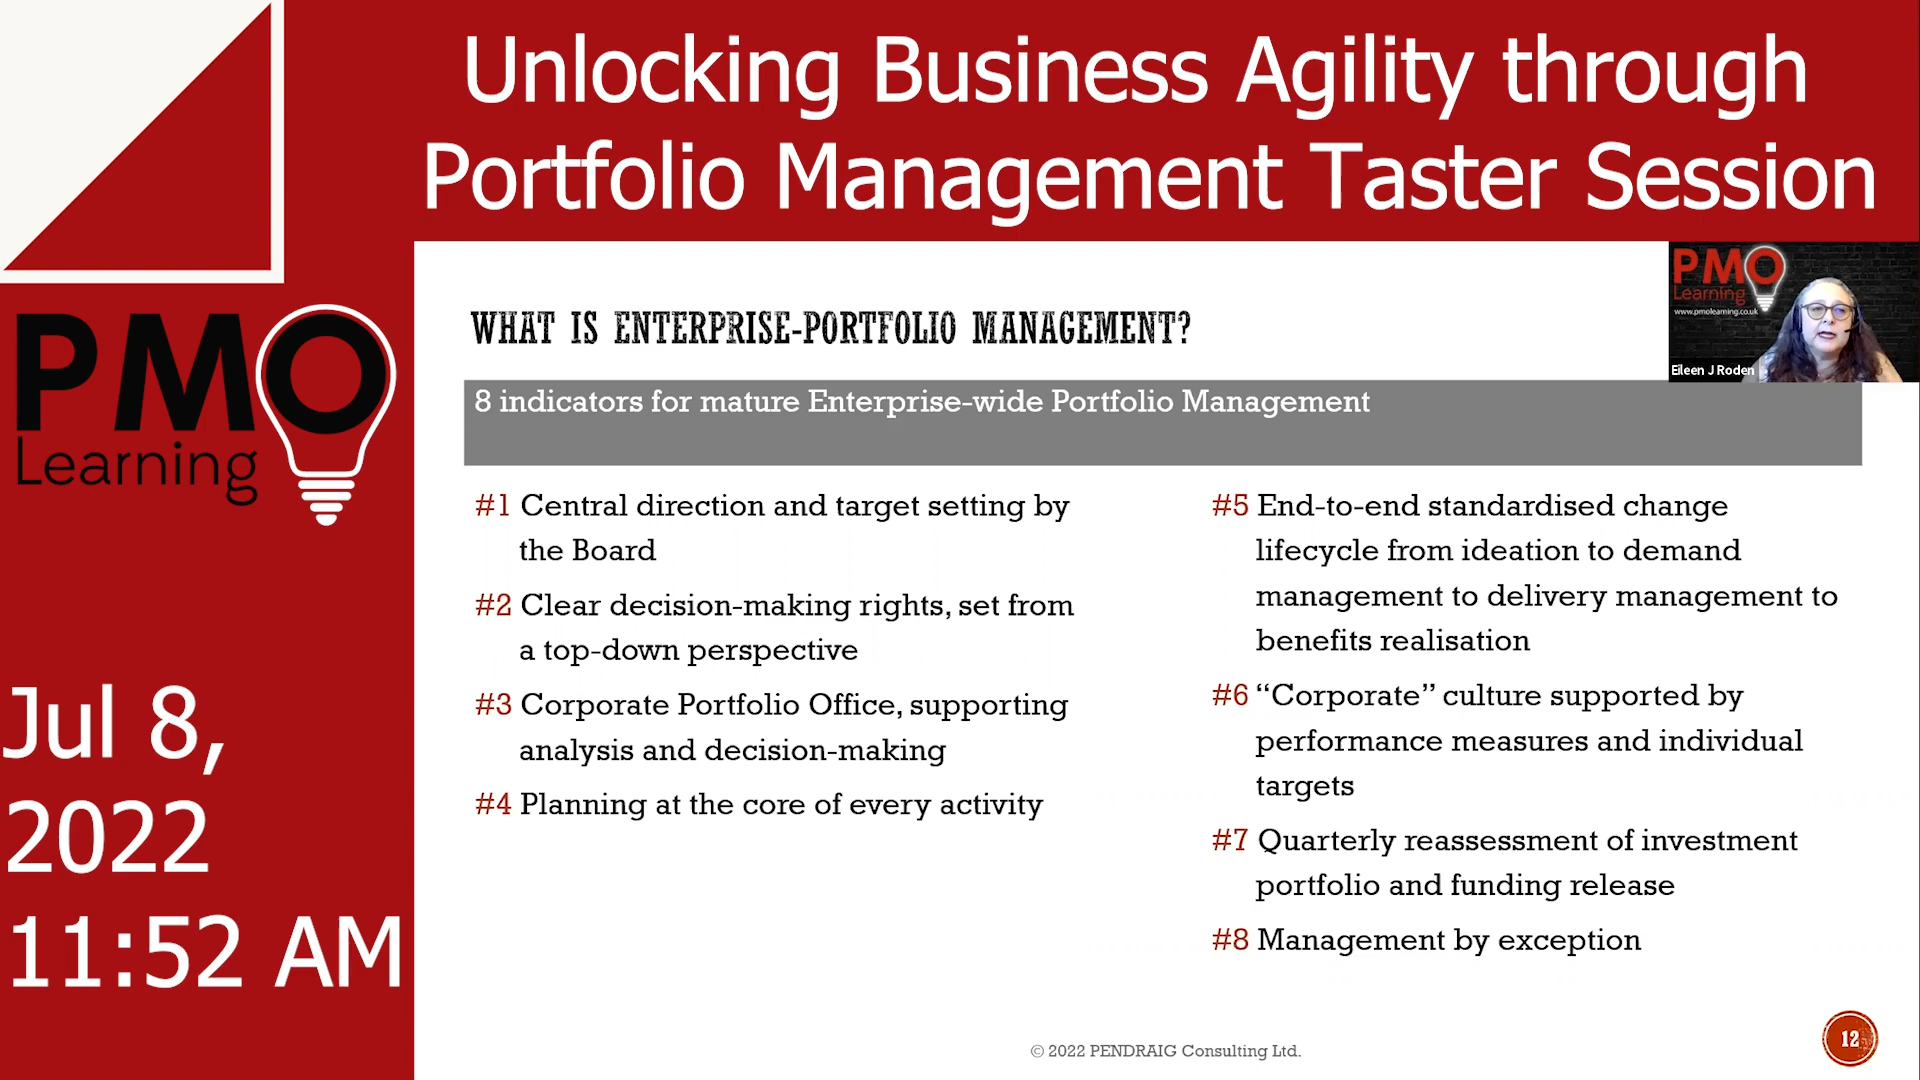 Unlocking Business Agility through
Portfolio Management Taster Session
PMO
Learning
Jul 8,
2022
11:52 AM
WHAT IS ENTERPRISE-PORTFOLIO MANAGEMENT?
PMO
Learning
www.pmolearning.co.uk
Eileen J Roden
8 indicators for mature Enterprise-wide Portfolio Management
#1 Central direction and target setting by
the Board
#2 Clear decision-making rights, set from
a top-down perspective
#3 Corporate Portfolio Office, supporting
analysis and decision-making
#4 Planning at the core of every activity
#5 End-to-end standardised change
lifecycle from ideation to demand
management to delivery management to
benefits realisation
#6 “Corporate” culture supported by
performance measures and individual
targets
#7 Quarterly reassessment of investment
portfolio and funding release
#8 Management by exception
© 2022 PENDRAIG Consulting Ltd.
12